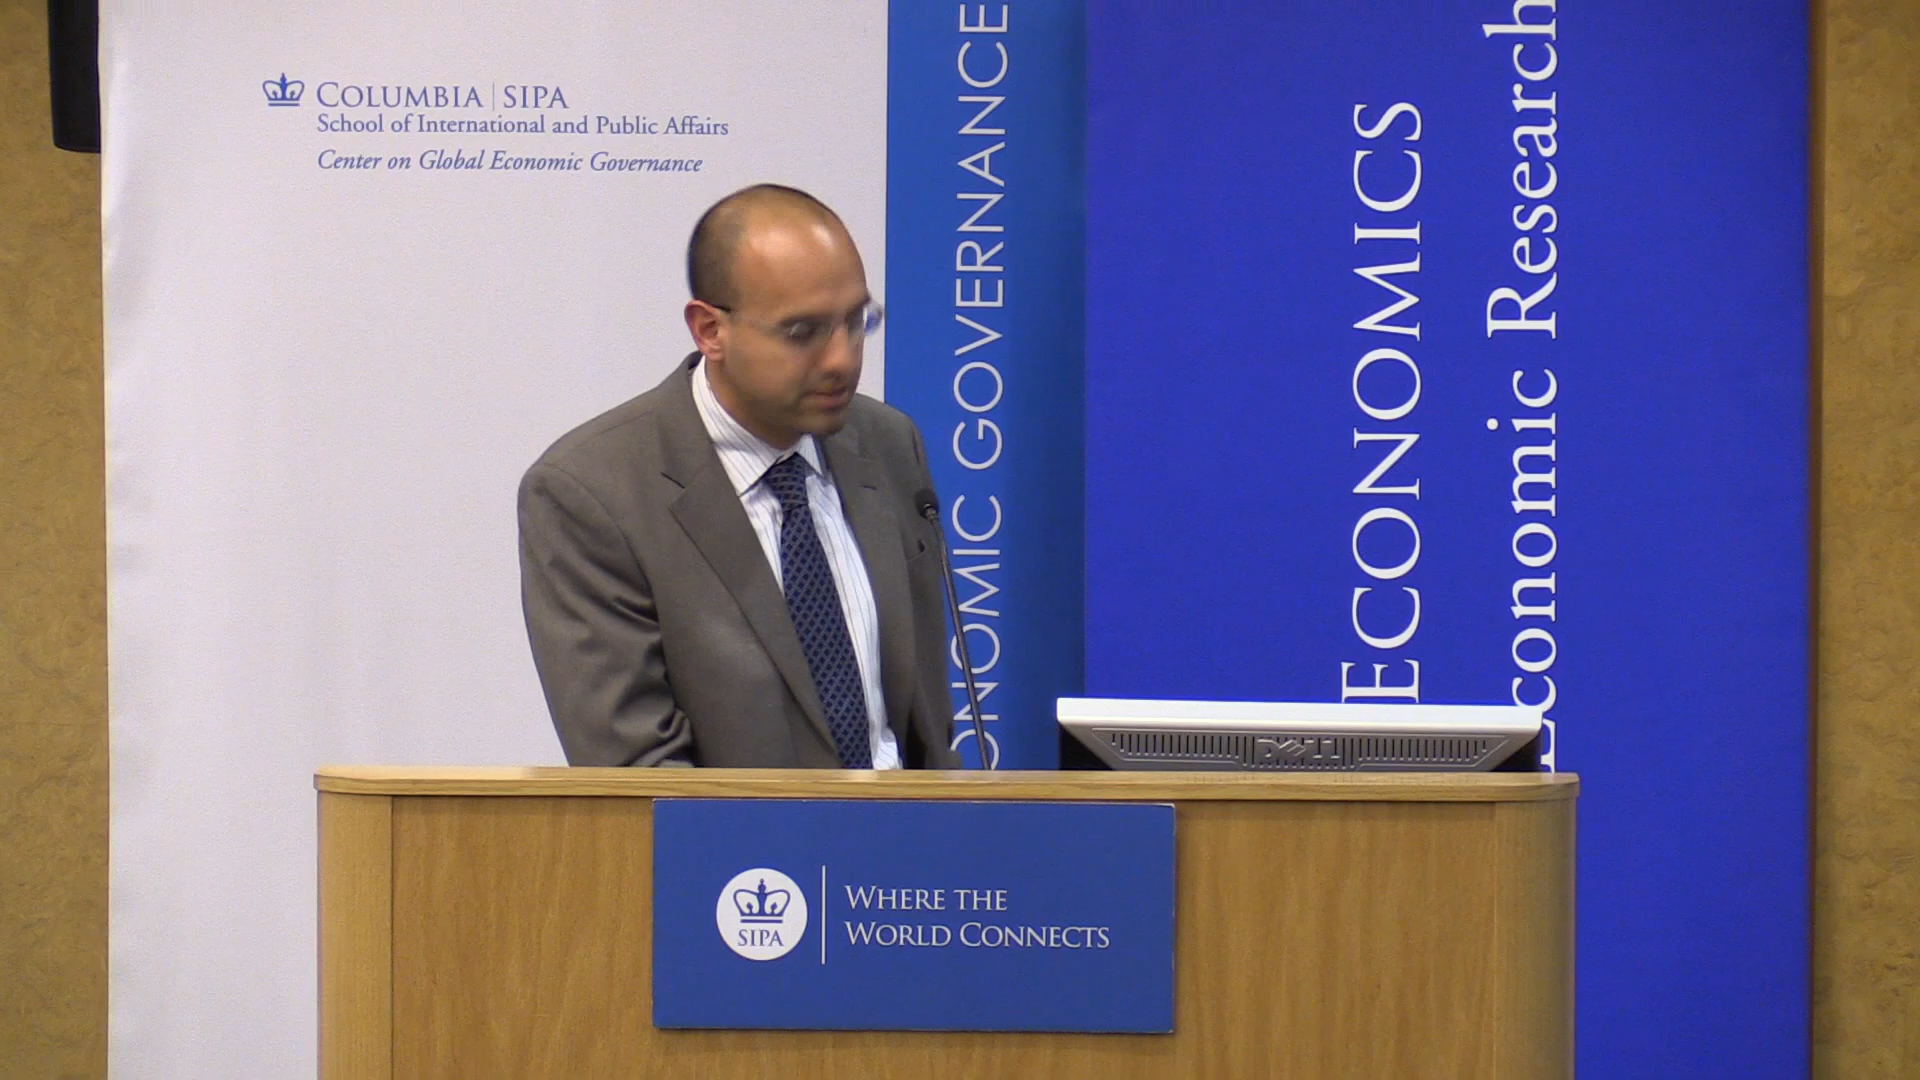 COLUMBIA | SIPA
School of International and Public Affairs
Center on Global Economic Governance
GOVERNANCE
ECONOMICS
Economic Research
DELL
SIPA
WHERE THE
WORLD CONNECTS